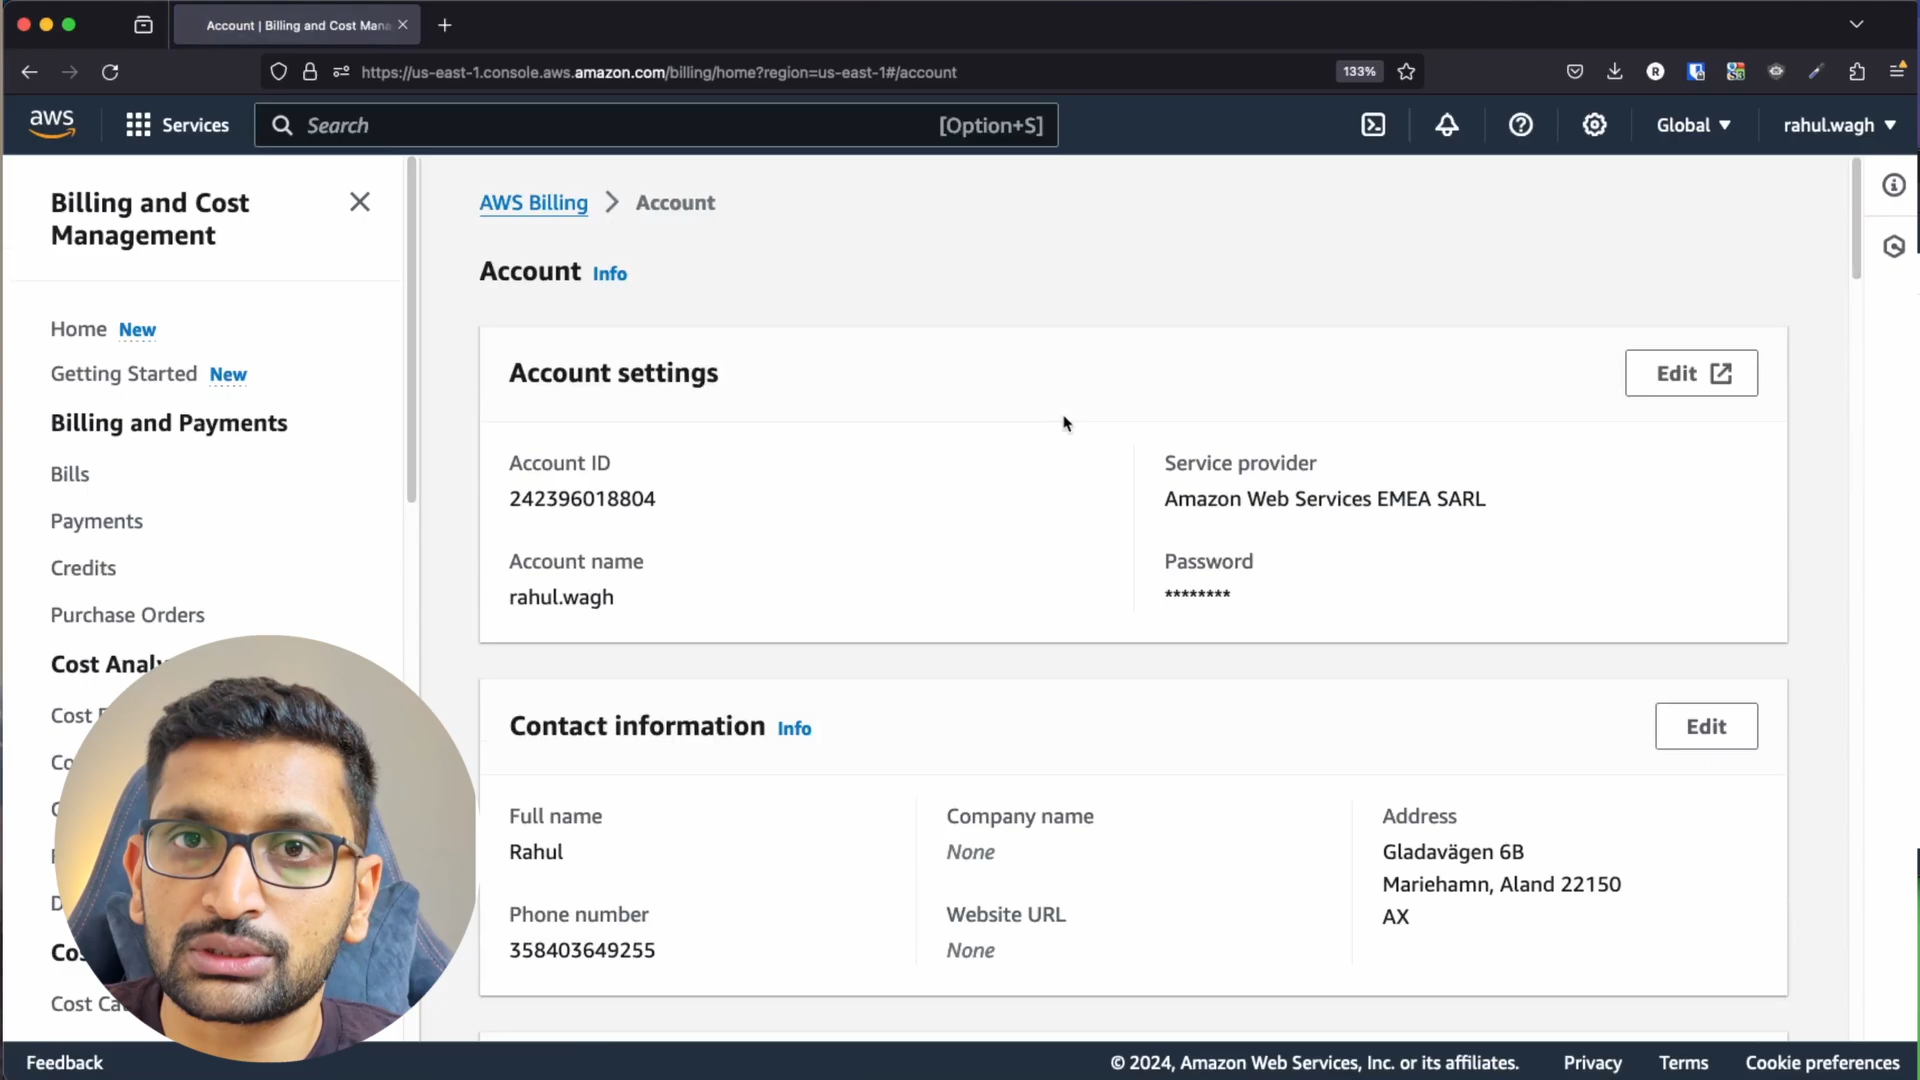 Account | Billing and Cost Mana
https://us-east-1.console.aws.amazon.com/billing/home?region=us-east-1#/account
133%
R
aws
Services
Search
[Option+S]
Global
rahul.wagh
Billing and Cost
Management
Home New
Getting Started New
Billing and Payments
Bills
Payments
Credits
Purchase Orders
Cost Analy
Cost
Co
Cos
Cost Ca
AWS Billing > Account
Account Info
Account settings
Edit
Account ID
242396018804
Service provider
Amazon Web Services EMEA SARL
Account name
rahul.wagh
Password
********
Contact information Info
Edit
Full name
Rahul
Company name
None
Address
Gladavägen 6B
Mariehamn, Aland 22150
AX
Phone number
358403649255
Website URL
None
Feedback
© 2024, Amazon Web Services, Inc. or its affiliates.
Privacy
Terms
Cookie preferences